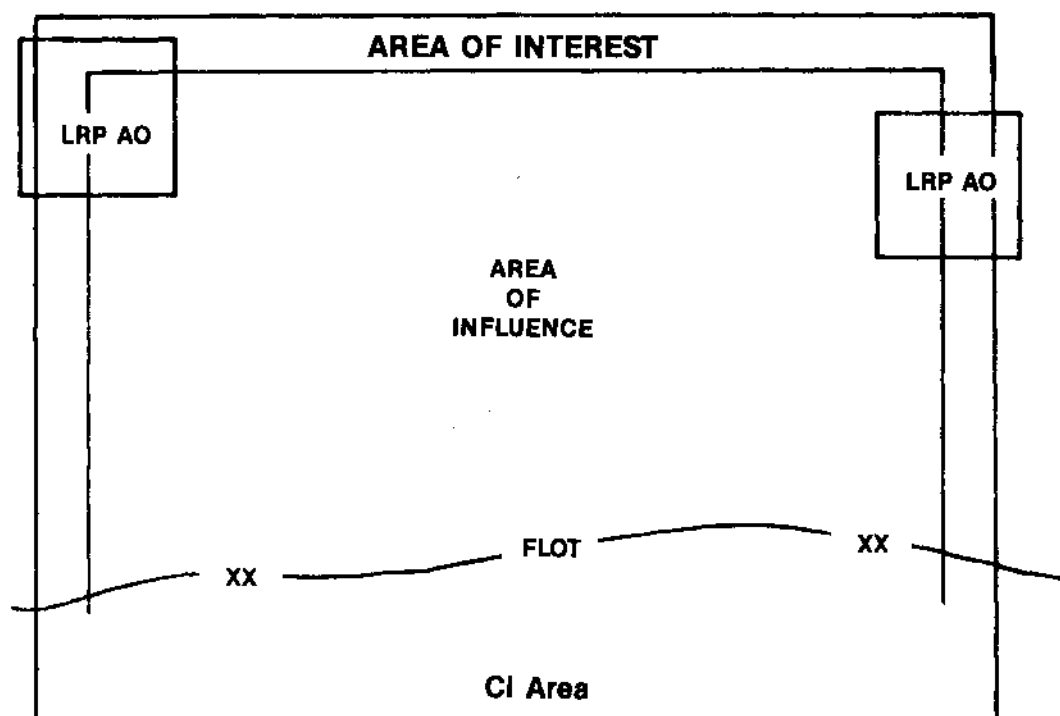 AREA OF INTEREST
LRP AO
LRP AO
AREA
OF
INFLUENCE
FLOT
XX
XX
CI Area